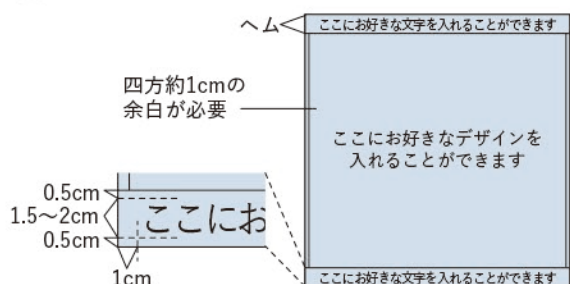 ヘム
ここにお好きな文字を入れることができます
四方約1cmの
余白が必要
ここにお好きなデザインを
入れることができます
0.5cm
1.5〜2cm
0.5cm
ここにお
1cm
ここにお好きな文字を入れることができます